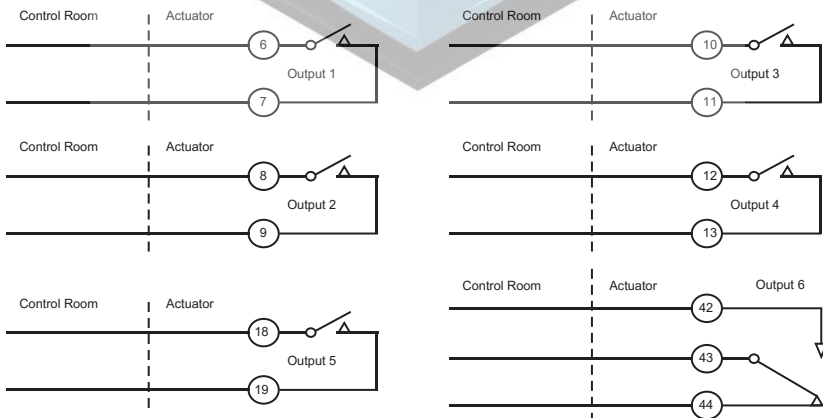 Control Room Actuator
6
Output 1
7
Control Room Actuator
10
Output 3
11
Control Room Actuator
8
Output 2
9
Control Room Actuator
12
Output 4
13
Control Room Actuator
18
Output 5
19
Control Room Actuator Output 6
42
43
44